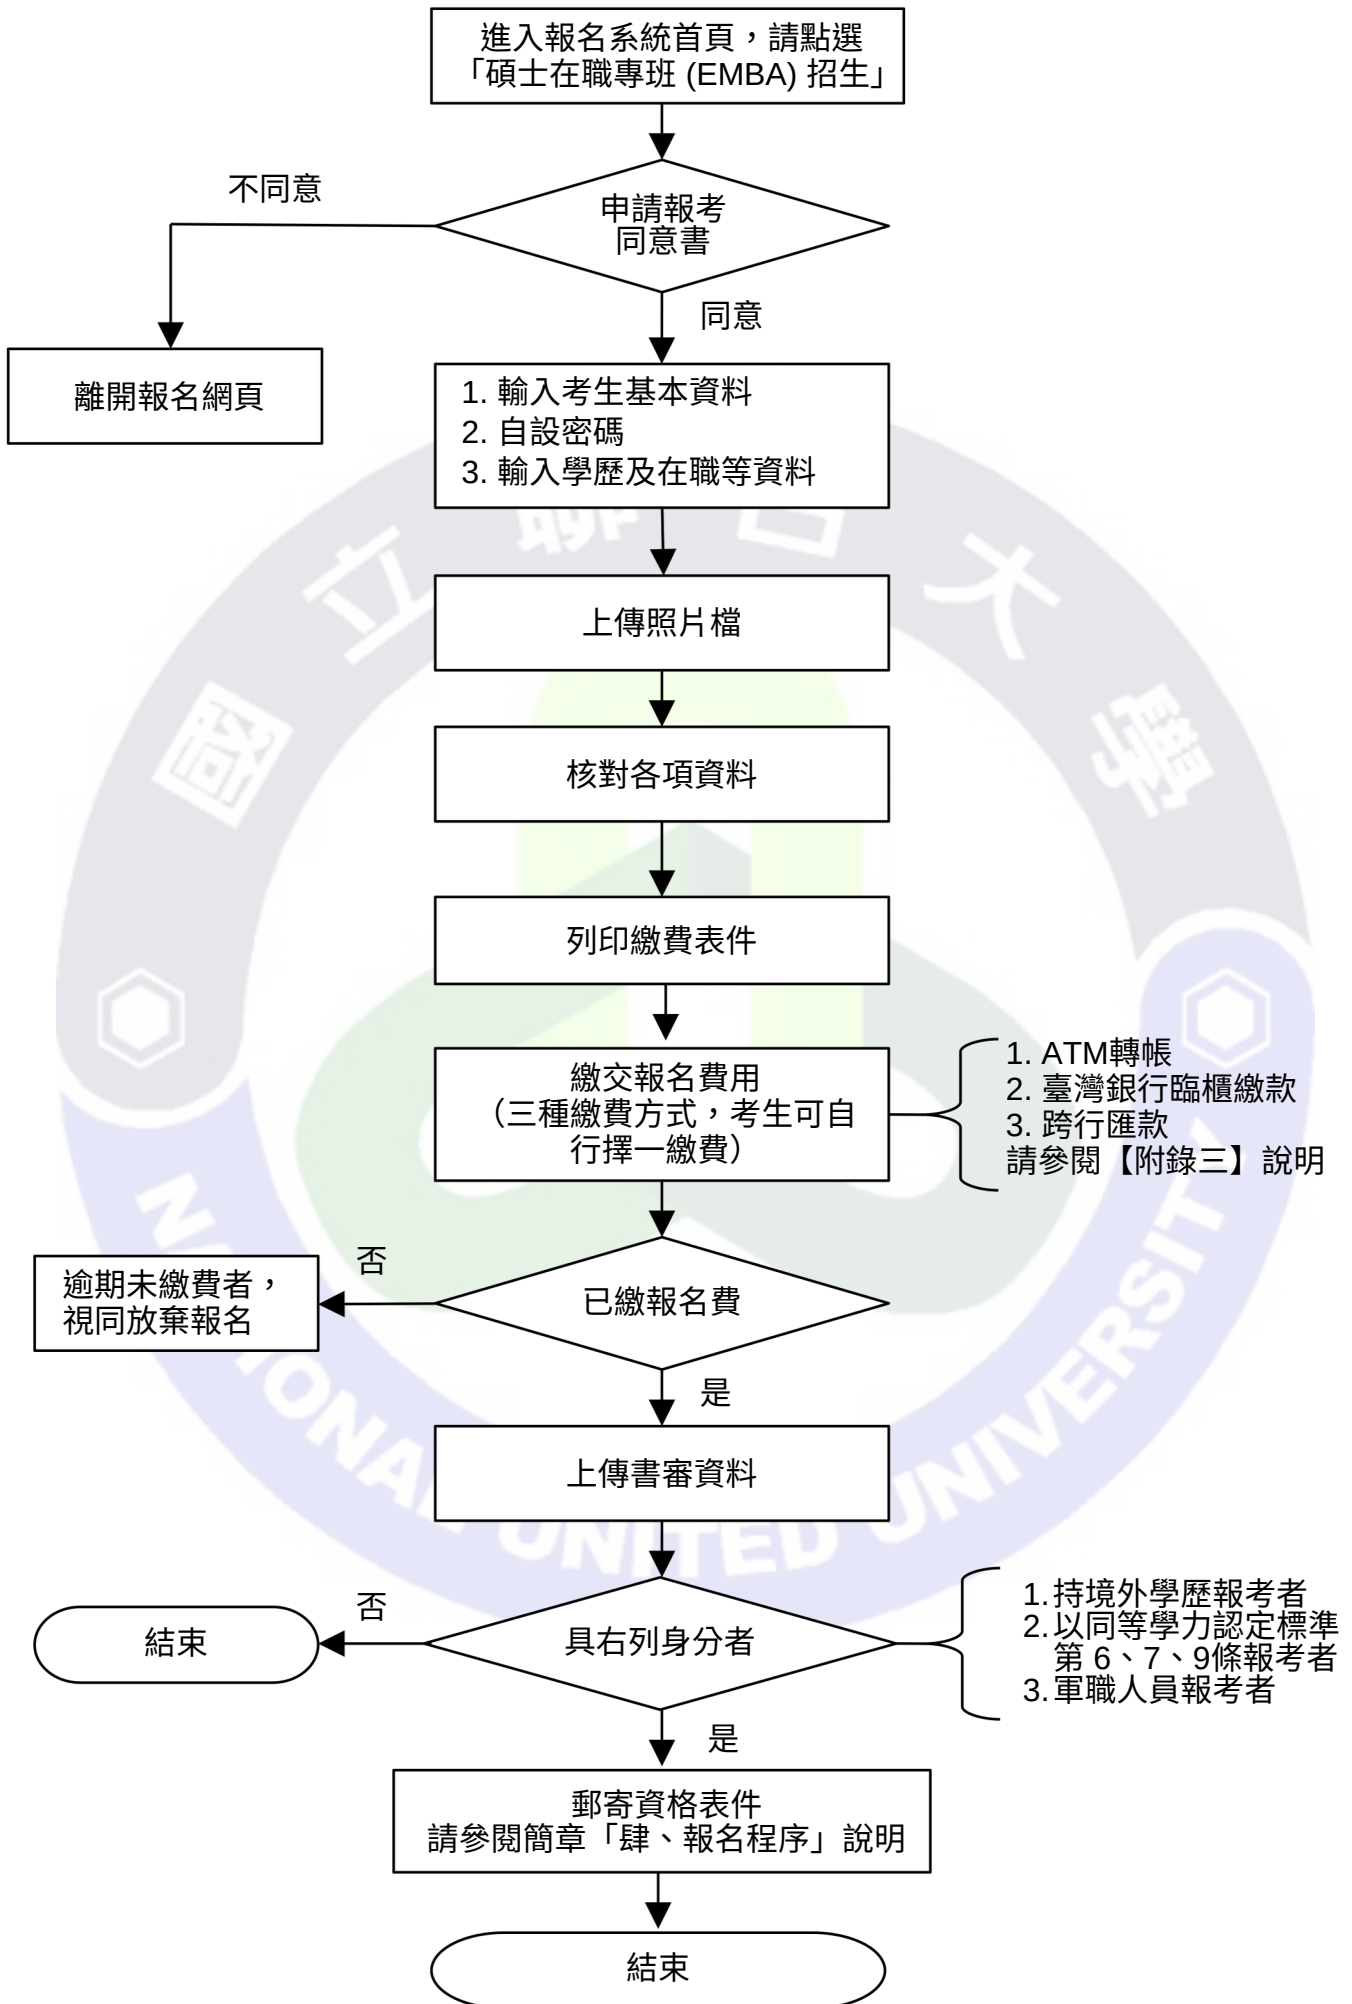 進入報名系統首頁，請點選
「碩士在職專班 (EMBA) 招生」
不同意
申請報考
同意書
同意
離開報名網頁
1. 輸入考生基本資料
2. 自設密碼
3. 輸入學歷及在職等資料
上傳照片檔
核對各項資料
列印繳費表件
繳交報名費用
（三種繳費方式，考生可自
行擇一繳費）
1. ATM轉帳
2. 臺灣銀行臨櫃繳款
3. 跨行匯款
請參閱【附錄三】說明
否
逾期未繳費者，
視同放棄報名
已繳報名費
是
上傳書審資料
否
結束
具右列身分者
1.持境外學歷報考者
2.以同等學力認定標準
第 6、7、9條報考者
3.軍職人員報考者
是
郵寄資格表件
請參閱簡章「肆、報名程序」說明
結束
國立聯合大學
NATIONAL UNITED UNIVERSITY